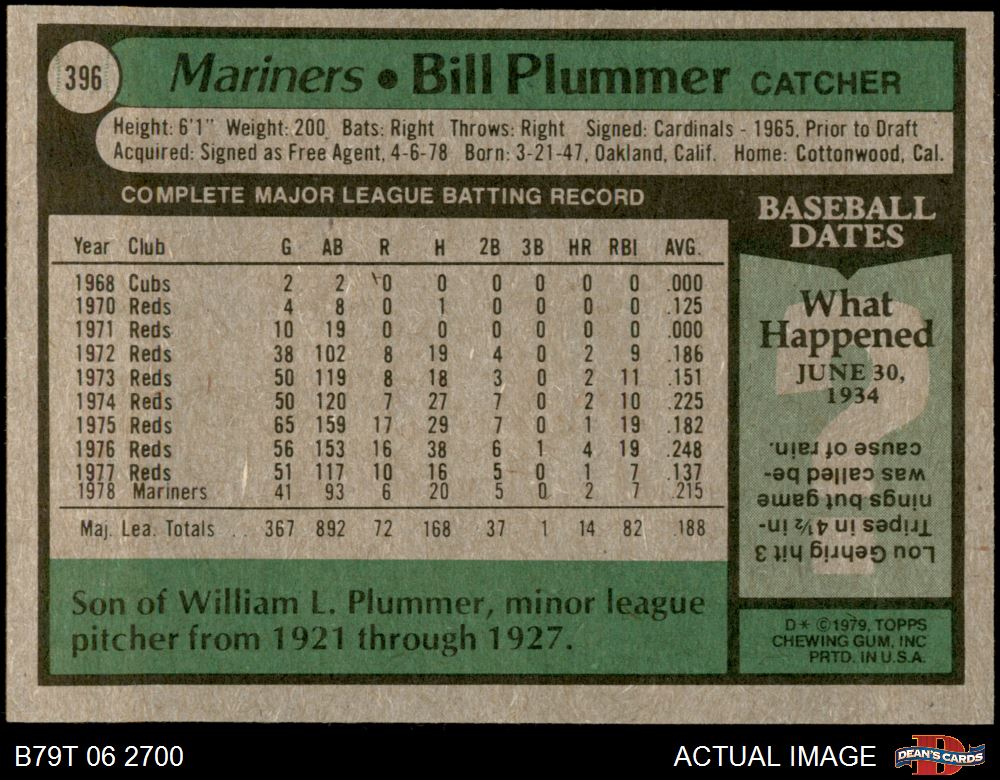 396
Mariners • Bill Plummer CATCHER
Height: 6'1" Weight: 200 Bats: Right Throws: Right Signed: Cardinals - 1965, Prior to Draft
Acquired: Signed as Free Agent, 4-6-78 Born: 3-21-47, Oakland, Calif. Home: Cottonwood, Cal.
COMPLETE MAJOR LEAGUE BATTING RECORD
Year Club G AB R H 2B 3B HR RBI AVG.
1968 Cubs 2 2 0 0 0 0 0 0 .000
1970 Reds 4 8 0 1 0 0 0 0 .125
1971 Reds 10 19 0 0 0 0 0 0 .000
1972 Reds 38 102 8 19 4 0 2 9 .186
1973 Reds 50 119 8 18 3 0 2 11 .151
1974 Reds 50 120 7 27 7 0 2 10 .225
1975 Reds 65 159 17 29 7 0 1 19 .182
1976 Reds 56 153 16 38 6 1 4 19 .248
1977 Reds 51 117 10 16 5 0 1 7 .137
1978 Mariners 41 93 6 20 5 0 2 7 .215
Maj. Lea. Totals . . 367 892 72 168 37 1 14 82 .188
Son of William L. Plummer, minor league
pitcher from 1921 through 1927.
BASEBALL
DATES
What
Happened
JUNE 30,
1934
Lou Gehrig hit 3
Tripes in 4½ in-
nings but game
was called be-
cause of rain.
D* ©1979, TOPPS
CHEWING GUM, INC
PRTD. IN U.S.A.
B79T 06 2700
ACTUAL IMAGE
DEAN'S CARDS